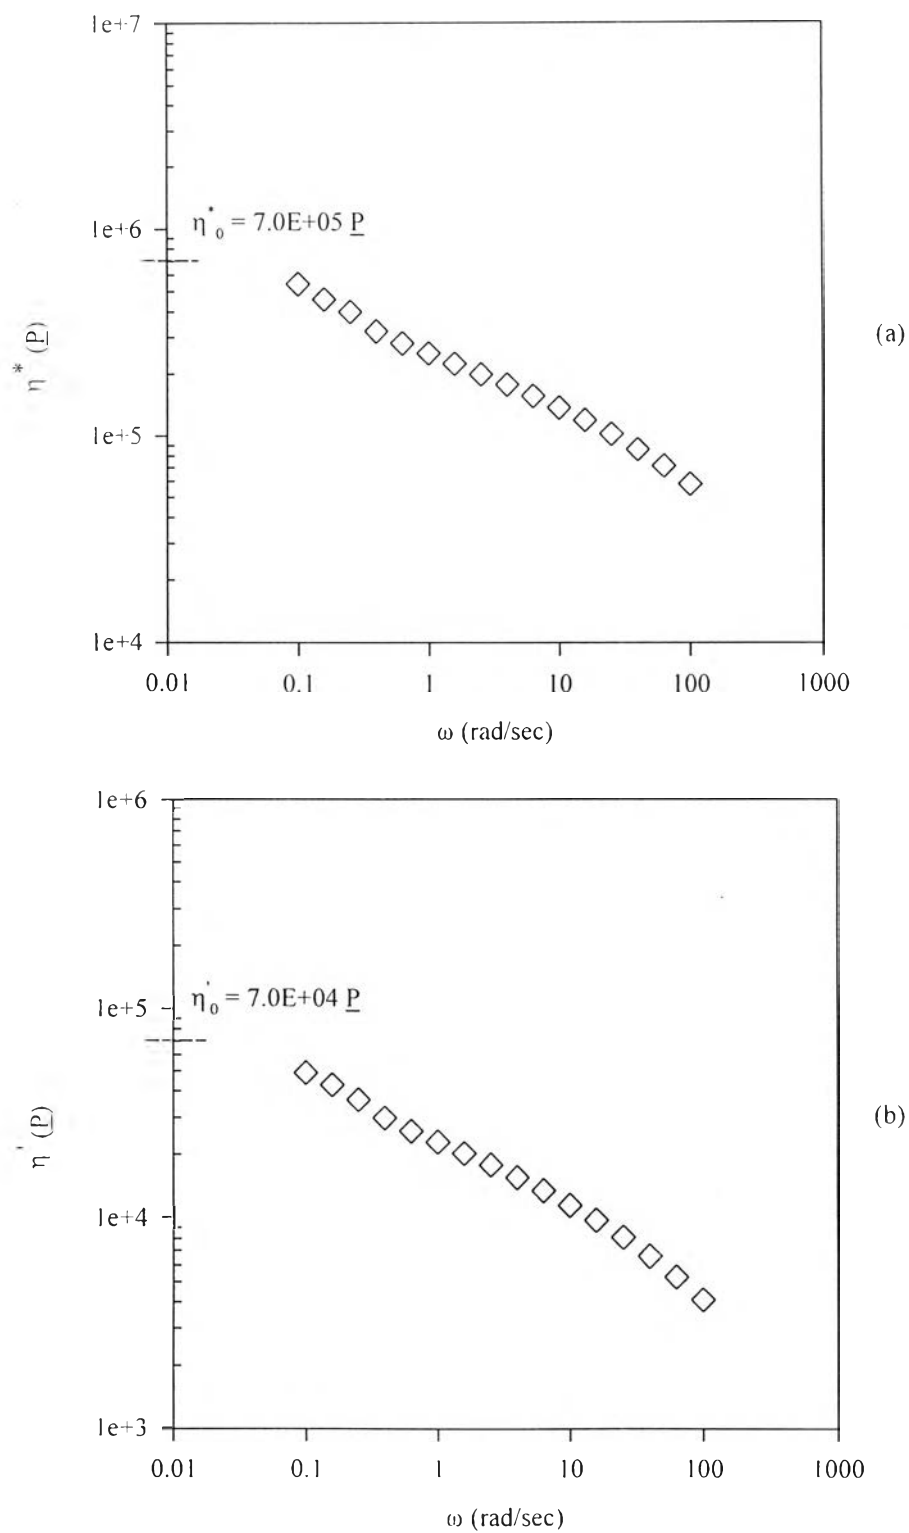 1e+7
η*0 = 7.0E+05 P
1e+6
η* (P)
(a)
1e+5
1e+4
0.01 0.1 1 10 100 1000
ω (rad/sec)
1e+6
η'0 = 7.0E+04 P
1e+5
η' (P)
(b)
1e+4
1e+3
0.01 0.1 1 10 100 1000
ω (rad/sec)